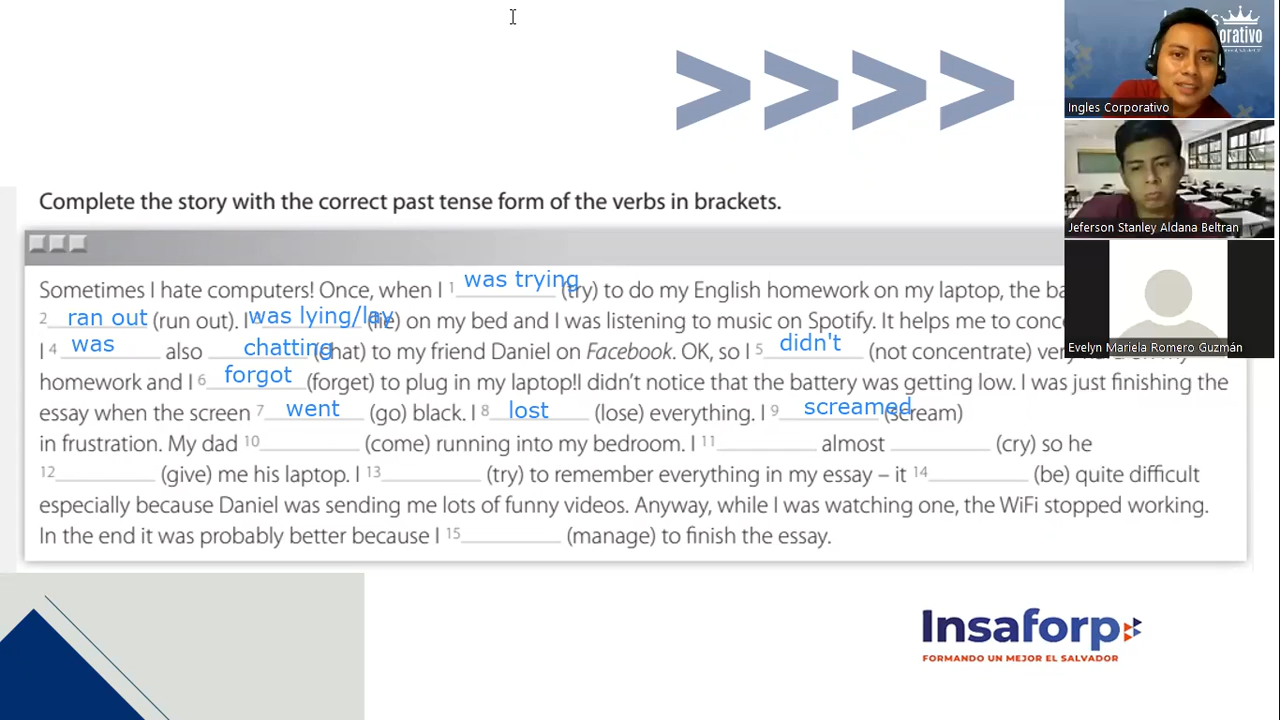 >>>>
Ingles Corporativo
Jeferson Stanley Aldana Beltran
Evelyn Mariela Romero Guzmán
Complete the story with the correct past tense form of the verbs in brackets.
Sometimes I hate computers! Once, when I 1 was trying (try) to do my English homework on my laptop, the
2 ran out (run out). I was lying/lay (lie) on my bed and I was listening to music on Spotify. It helps me to
I 4 was also chatting (chat) to my friend Daniel on Facebook. OK, so I 5 didn't (not concentrate)
homework and I 6 forgot (forget) to plug in my laptop!I didn't notice that the battery was getting low. I was just finishing the
essay when the screen 7 went (go) black. I 8 lost (lose) everything. I 9 screamed (scream)
in frustration. My dad 10 (come) running into my bedroom. I 11 almost (cry) so he
12 (give) me his laptop. I 13 (try) to remember everything in my essay – it 14 (be) quite difficult
especially because Daniel was sending me lots of funny videos. Anyway, while I was watching one, the WiFi stopped working.
In the end it was probably better because I 15 (manage) to finish the essay.
Insaforp
FORMANDO UN MEJOR EL SALVADOR